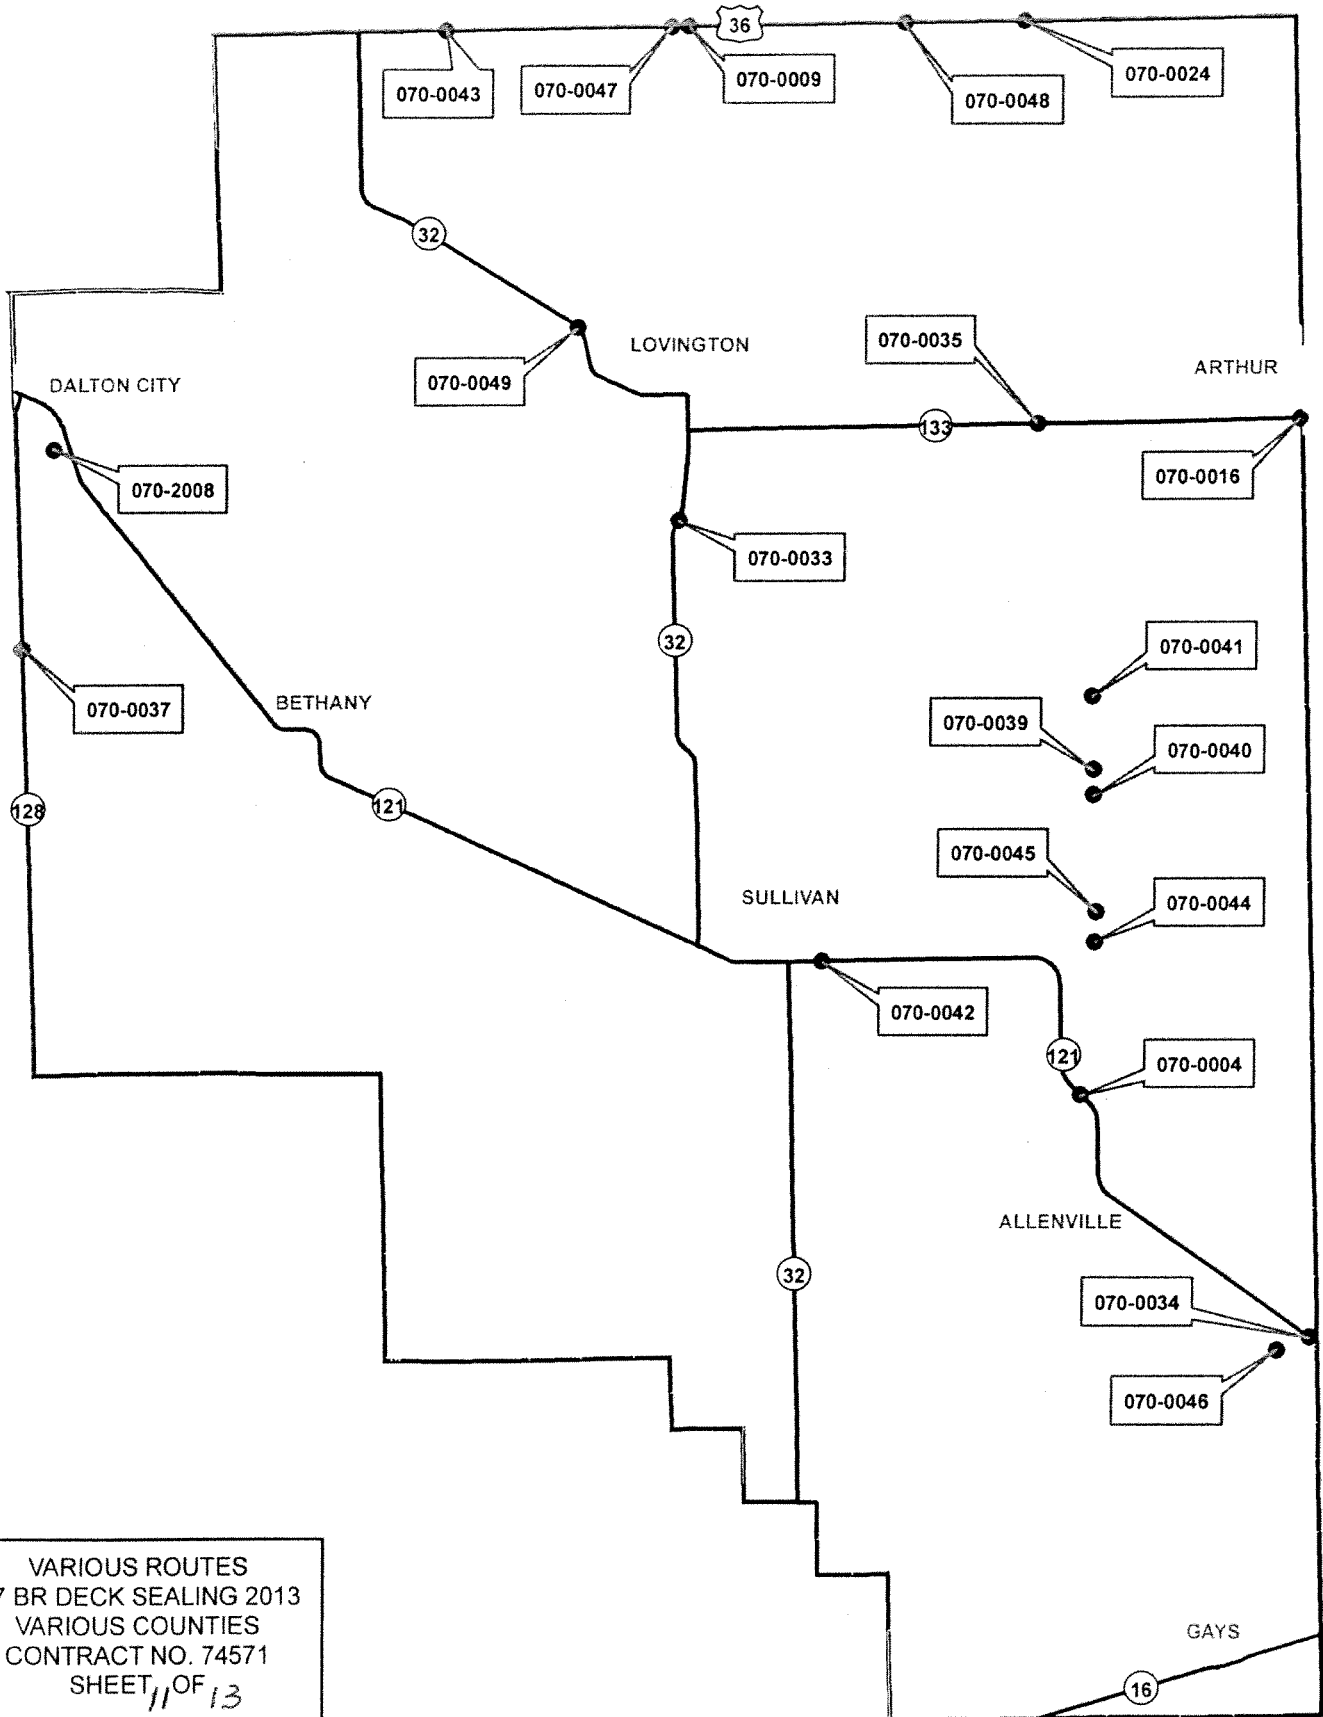 36
070-0043
070-0047
070-0009
070-0048
070-0024
32
LOVINGTON
070-0035
ARTHUR
070-0049
DALTON CITY
133
070-0016
070-2008
070-0033
32
070-0041
070-0037
BETHANY
070-0039
070-0040
128
121
070-0045
SULLIVAN
070-0044
070-0042
121
070-0004
ALLENVILLE
32
070-0034
070-0046
VARIOUS ROUTES
7 BR DECK SEALING 2013
VARIOUS COUNTIES
CONTRACT NO. 74571
SHEET 11 OF 13
GAYS
16